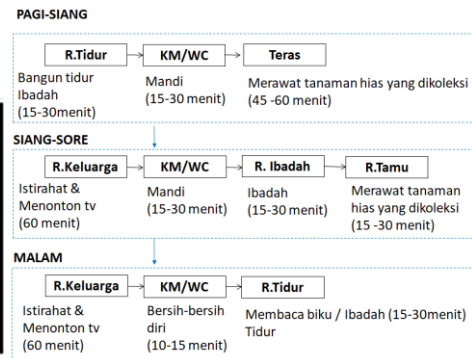 PAGI-SIANG
R.Tidur
KM/WC
Teras
Bangun tidur
Ibadah
(15-30menit)
Mandi
(15-30 menit)
Merawat tanaman hias yang dikoleksi
(45 -60 menit)
SIANG-SORE
R.Keluarga
KM/WC
R. Ibadah
R.Tamu
Istirahat &
Menonton tv
(60 menit)
Mandi
(15-30 menit)
Ibadah
(15-30 menit)
Merawat tanaman
hias yang dikoleksi
(15 -30 menit)
MALAM
R.Keluarga
KM/WC
R.Tidur
Istirahat &
Menonton tv
(60 menit)
Bersih-bersih
diri
(10-15 menit)
Membaca biku / Ibadah (15-30menit)
Tidur